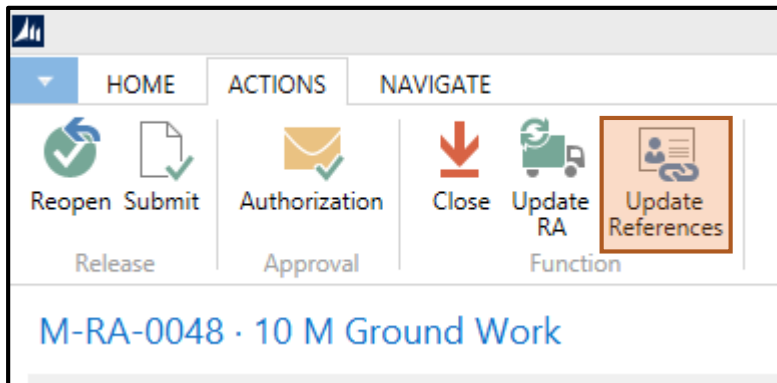 HOME ACTIONS NAVIGATE
Reopen Submit Authorization Close Update RA Update References
Release Approval Function
M-RA-0048 · 10 M Ground Work